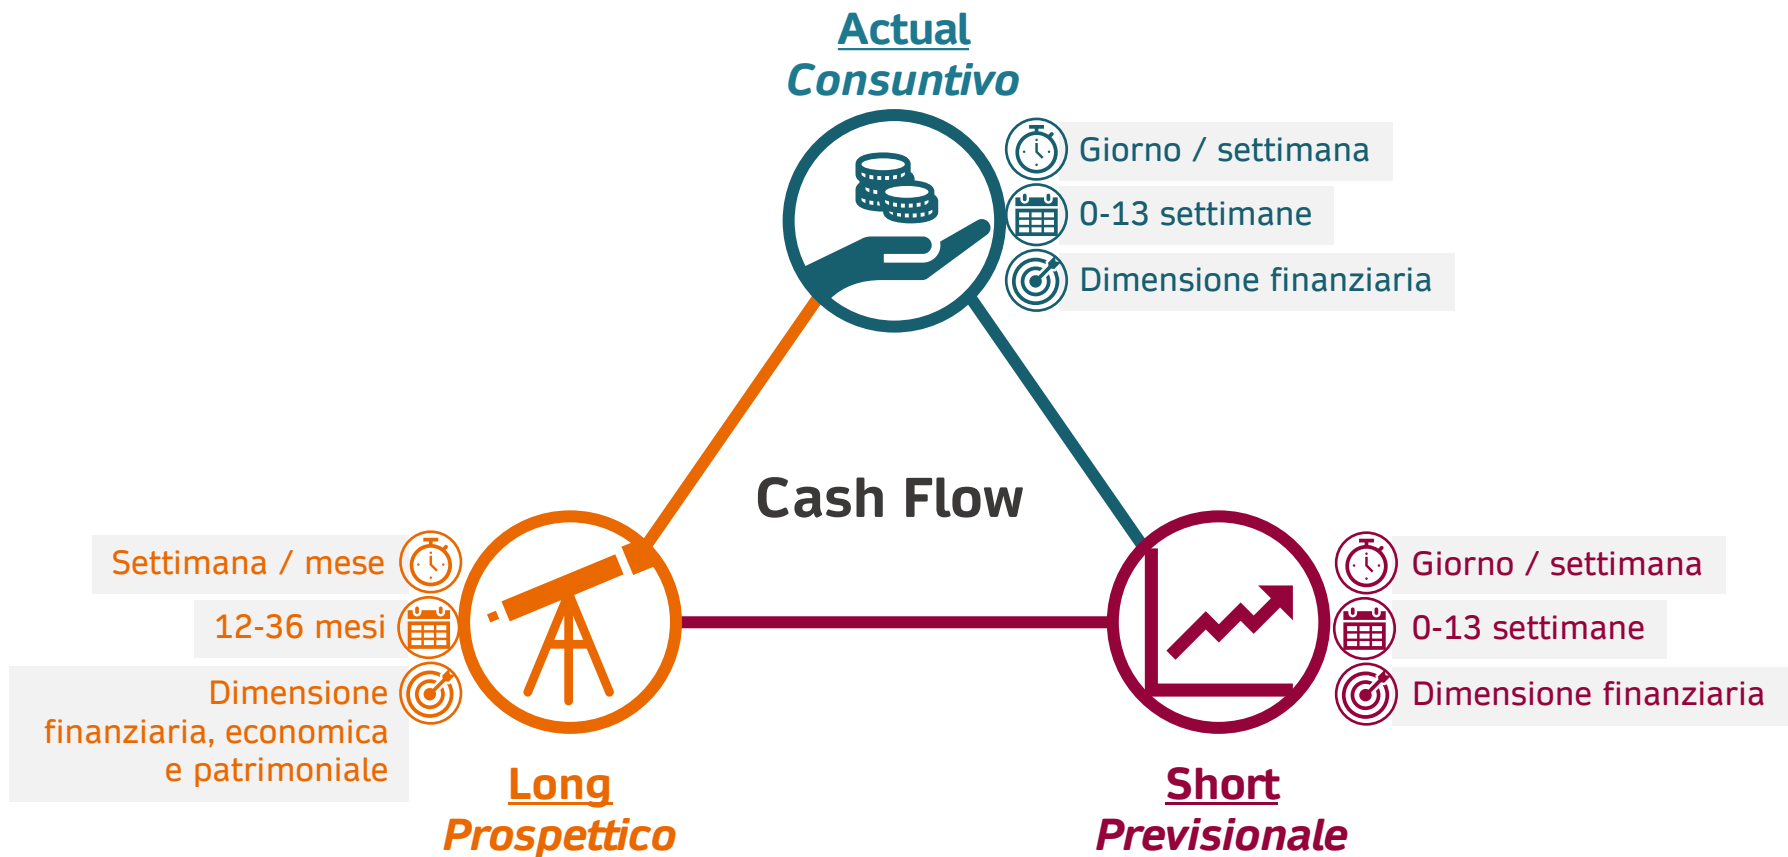 Actual
Consuntivo
Giorno / settimana
0-13 settimane
Dimensione finanziaria
Cash Flow
Settimana / mese
12-36 mesi
Dimensione
finanziaria, economica
e patrimoniale
Long
Prospettico
Giorno / settimana
0-13 settimane
Dimensione finanziaria
Short
Previsionale